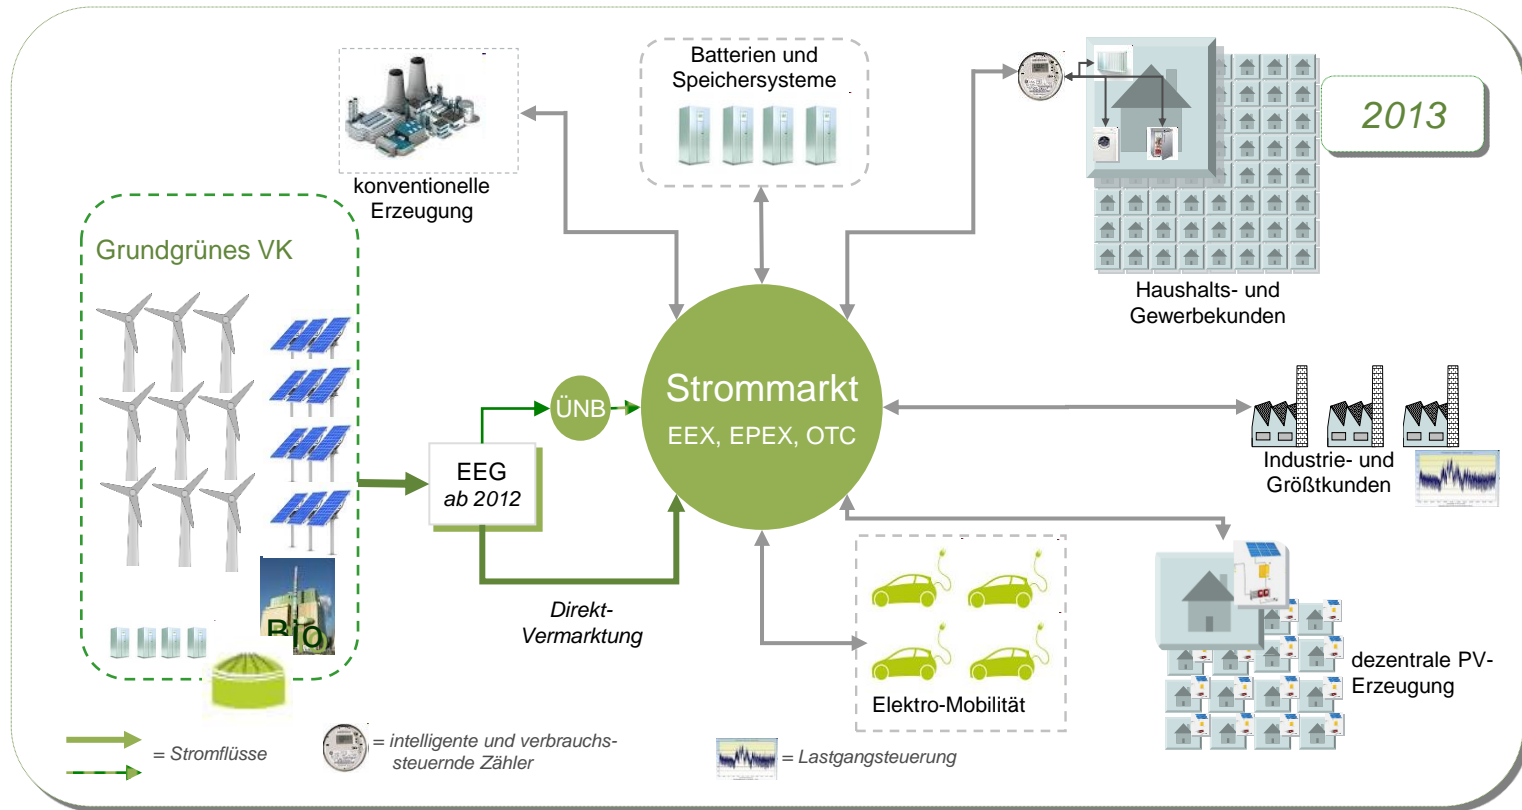 Batterien und
Speichersysteme
2013
konventionelle
Erzeugung
Grundgrünes VK
Haushalts- und
Gewerbekunden
Strommarkt
EEX, EPEX, OTC
ÜNB
EEG
ab 2012
Industrie- und
Größtkunden
Direkt-
Vermarktung
Bio
Elektro-Mobilität
dezentrale PV-
Erzeugung
= Stromflüsse
= intelligente und verbrauchs-
steuernde Zähler
= Lastgangsteuerung